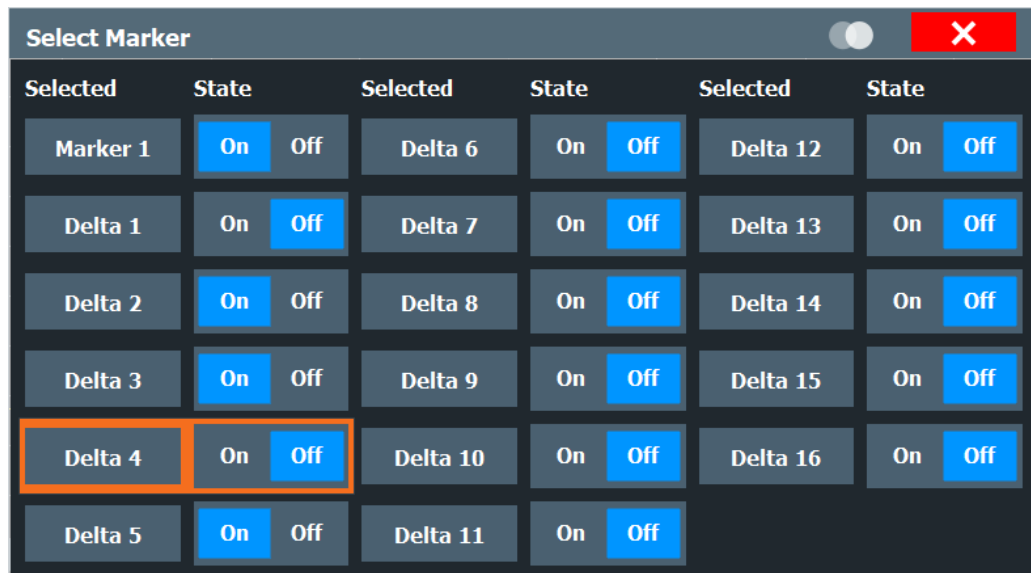 Select Marker
Selected State Selected State Selected State
Marker 1 On Off Delta 6 On Off Delta 12 On Off
Delta 1 On Off Delta 7 On Off Delta 13 On Off
Delta 2 On Off Delta 8 On Off Delta 14 On Off
Delta 3 On Off Delta 9 On Off Delta 15 On Off
Delta 4 On Off Delta 10 On Off Delta 16 On Off
Delta 5 On Off Delta 11 On Off